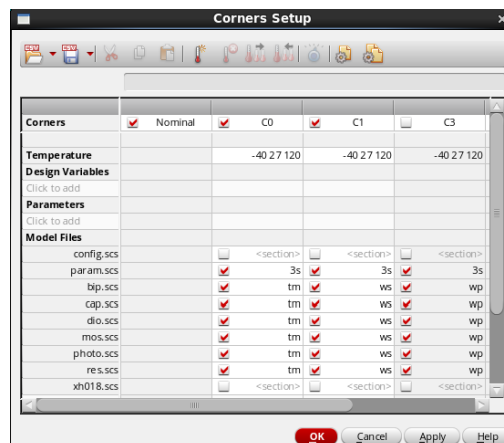 Corners Setup
Corners Nominal C0 C1 C3
Temperature -40 27 120 -40 27 120 -40 27 120
Design Variables
Click to add
Parameters
Click to add
Model Files
config.scs <section> <section> <section>
param.scs 3s 3s 3s
bip.scs tm ws wp
cap.scs tm ws wp
dio.scs tm ws wp
mos.scs tm ws wp
photo.scs tm ws wp
res.scs tm ws wp
xh018.scs <section> <section> <section>
OK Cancel Apply Help